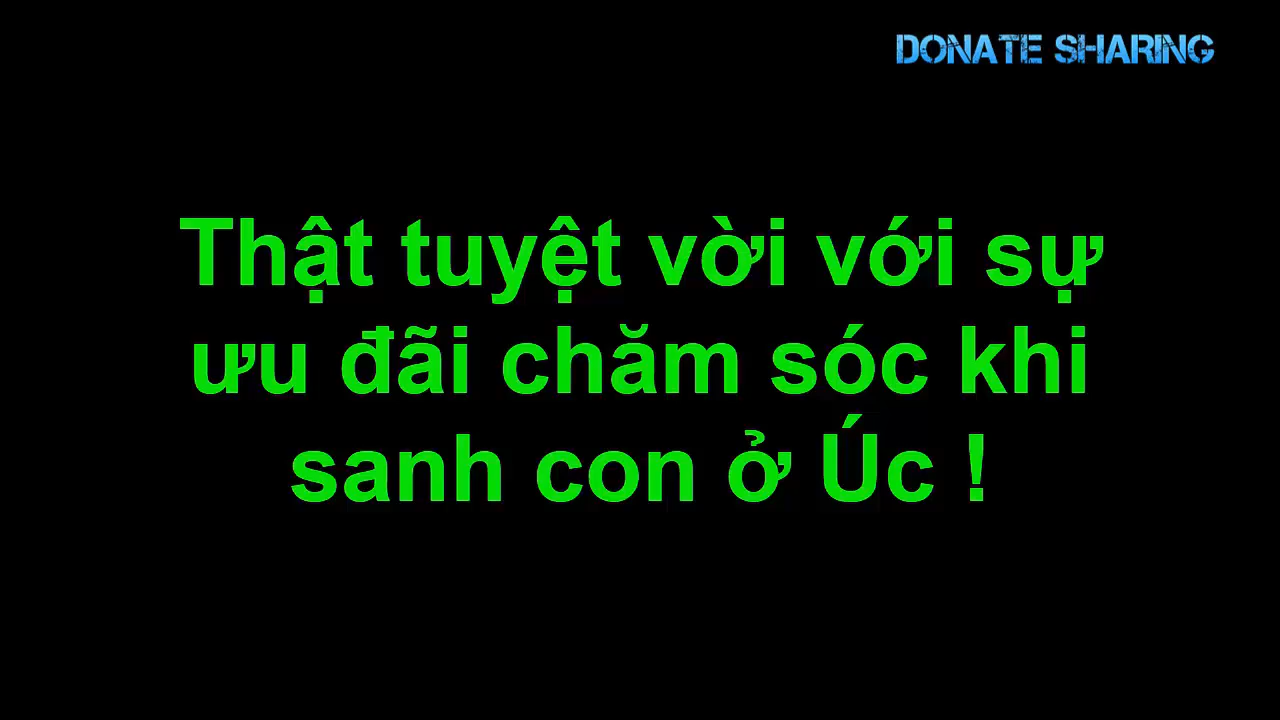 DONATE SHARING
Thật tuyệt vời với sự
ưu đãi chăm sóc khi
sanh con ở Úc !